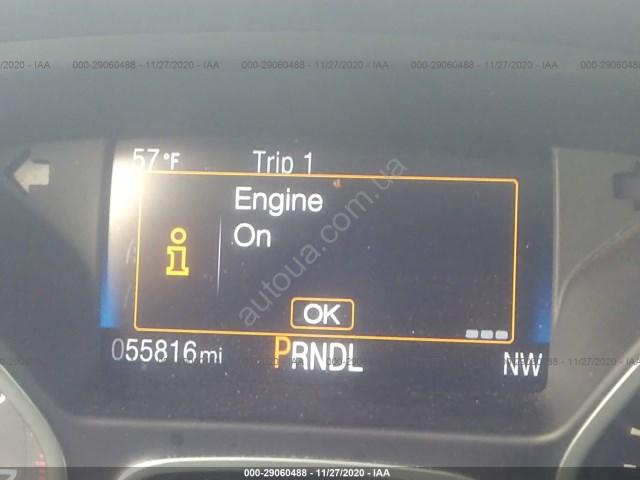 000-29060488 - 11/27/2020 - IAA
57°F Trip 1
Engine
On
i
OK
055816mi PRNDL NW
autoua.com.ua
000-29060488 - 11/27/2020 - IAA